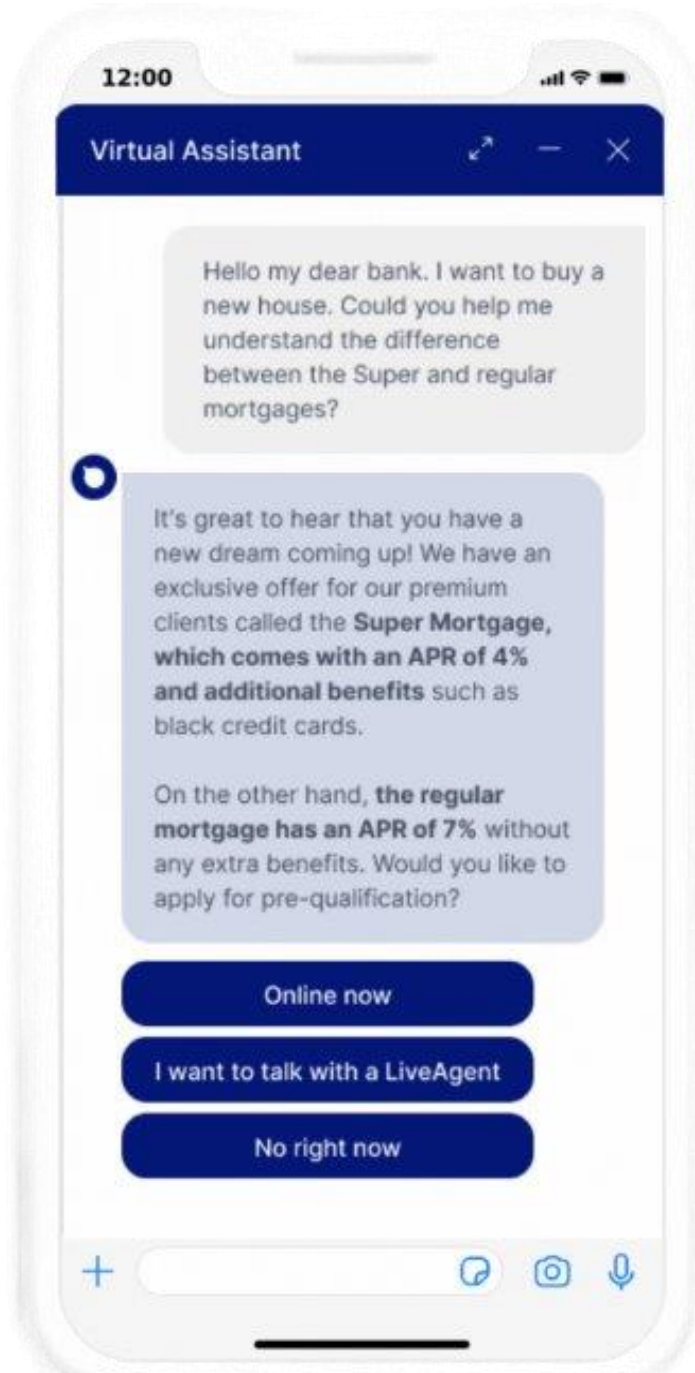 12:00
Virtual Assistant
Hello my dear bank. I want to buy a
new house. Could you help me
understand the difference
between the Super and regular
mortgages?
It's great to hear that you have a
new dream coming up! We have an
exclusive offer for our premium
clients called the Super Mortgage,
which comes with an APR of 4%
and additional benefits such as
black credit cards.
On the other hand, the regular
mortgage has an APR of 7% without
any extra benefits. Would you like to
apply for pre-qualification?
Online now
I want to talk with a LiveAgent
No right now